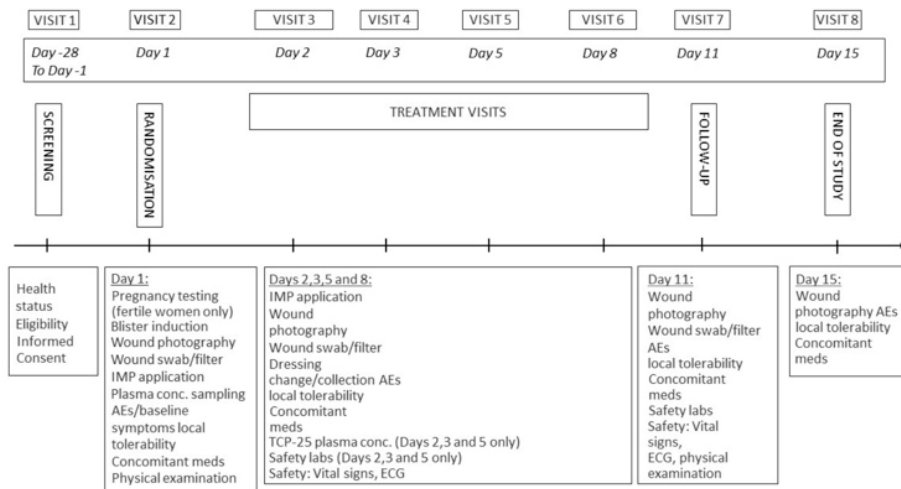 VISIT 1
VISIT 2
VISIT 3
VISIT 4
VISIT 5
VISIT 6
VISIT 7
VISIT 8
Day -28
To Day -1
Day 1
Day 2
Day 3
Day 5
Day 8
Day 11
Day 15
TREATMENT VISITS
SCREENING
RANDOMISATION
FOLLOW-UP
END OF STUDY
Health
status
Eligibility
Informed
Consent
Day 1:
Pregnancy testing
(fertile women only)
Blister induction
Wound photography
Wound swab/filter
IMP application
Plasma conc. sampling
AEs/baseline
symptoms local
tolerability
Concomitant meds
Physical examination
Days 2,3,5 and 8:
IMP application
Wound
photography
Wound swab/filter
Dressing
change/collection AEs
local tolerability
Concomitant
meds
TCP-25 plasma conc. (Days 2,3 and 5 only)
Safety labs (Days 2,3 and 5 only)
Safety: Vital signs, ECG
Day 11:
Wound
photography
Wound swab/filter
AEs
local tolerability
Concomitant
meds
Safety labs
Safety: Vital
signs,
ECG, physical
examination
Day 15:
Wound
photography AEs
local tolerability
Concomitant
meds